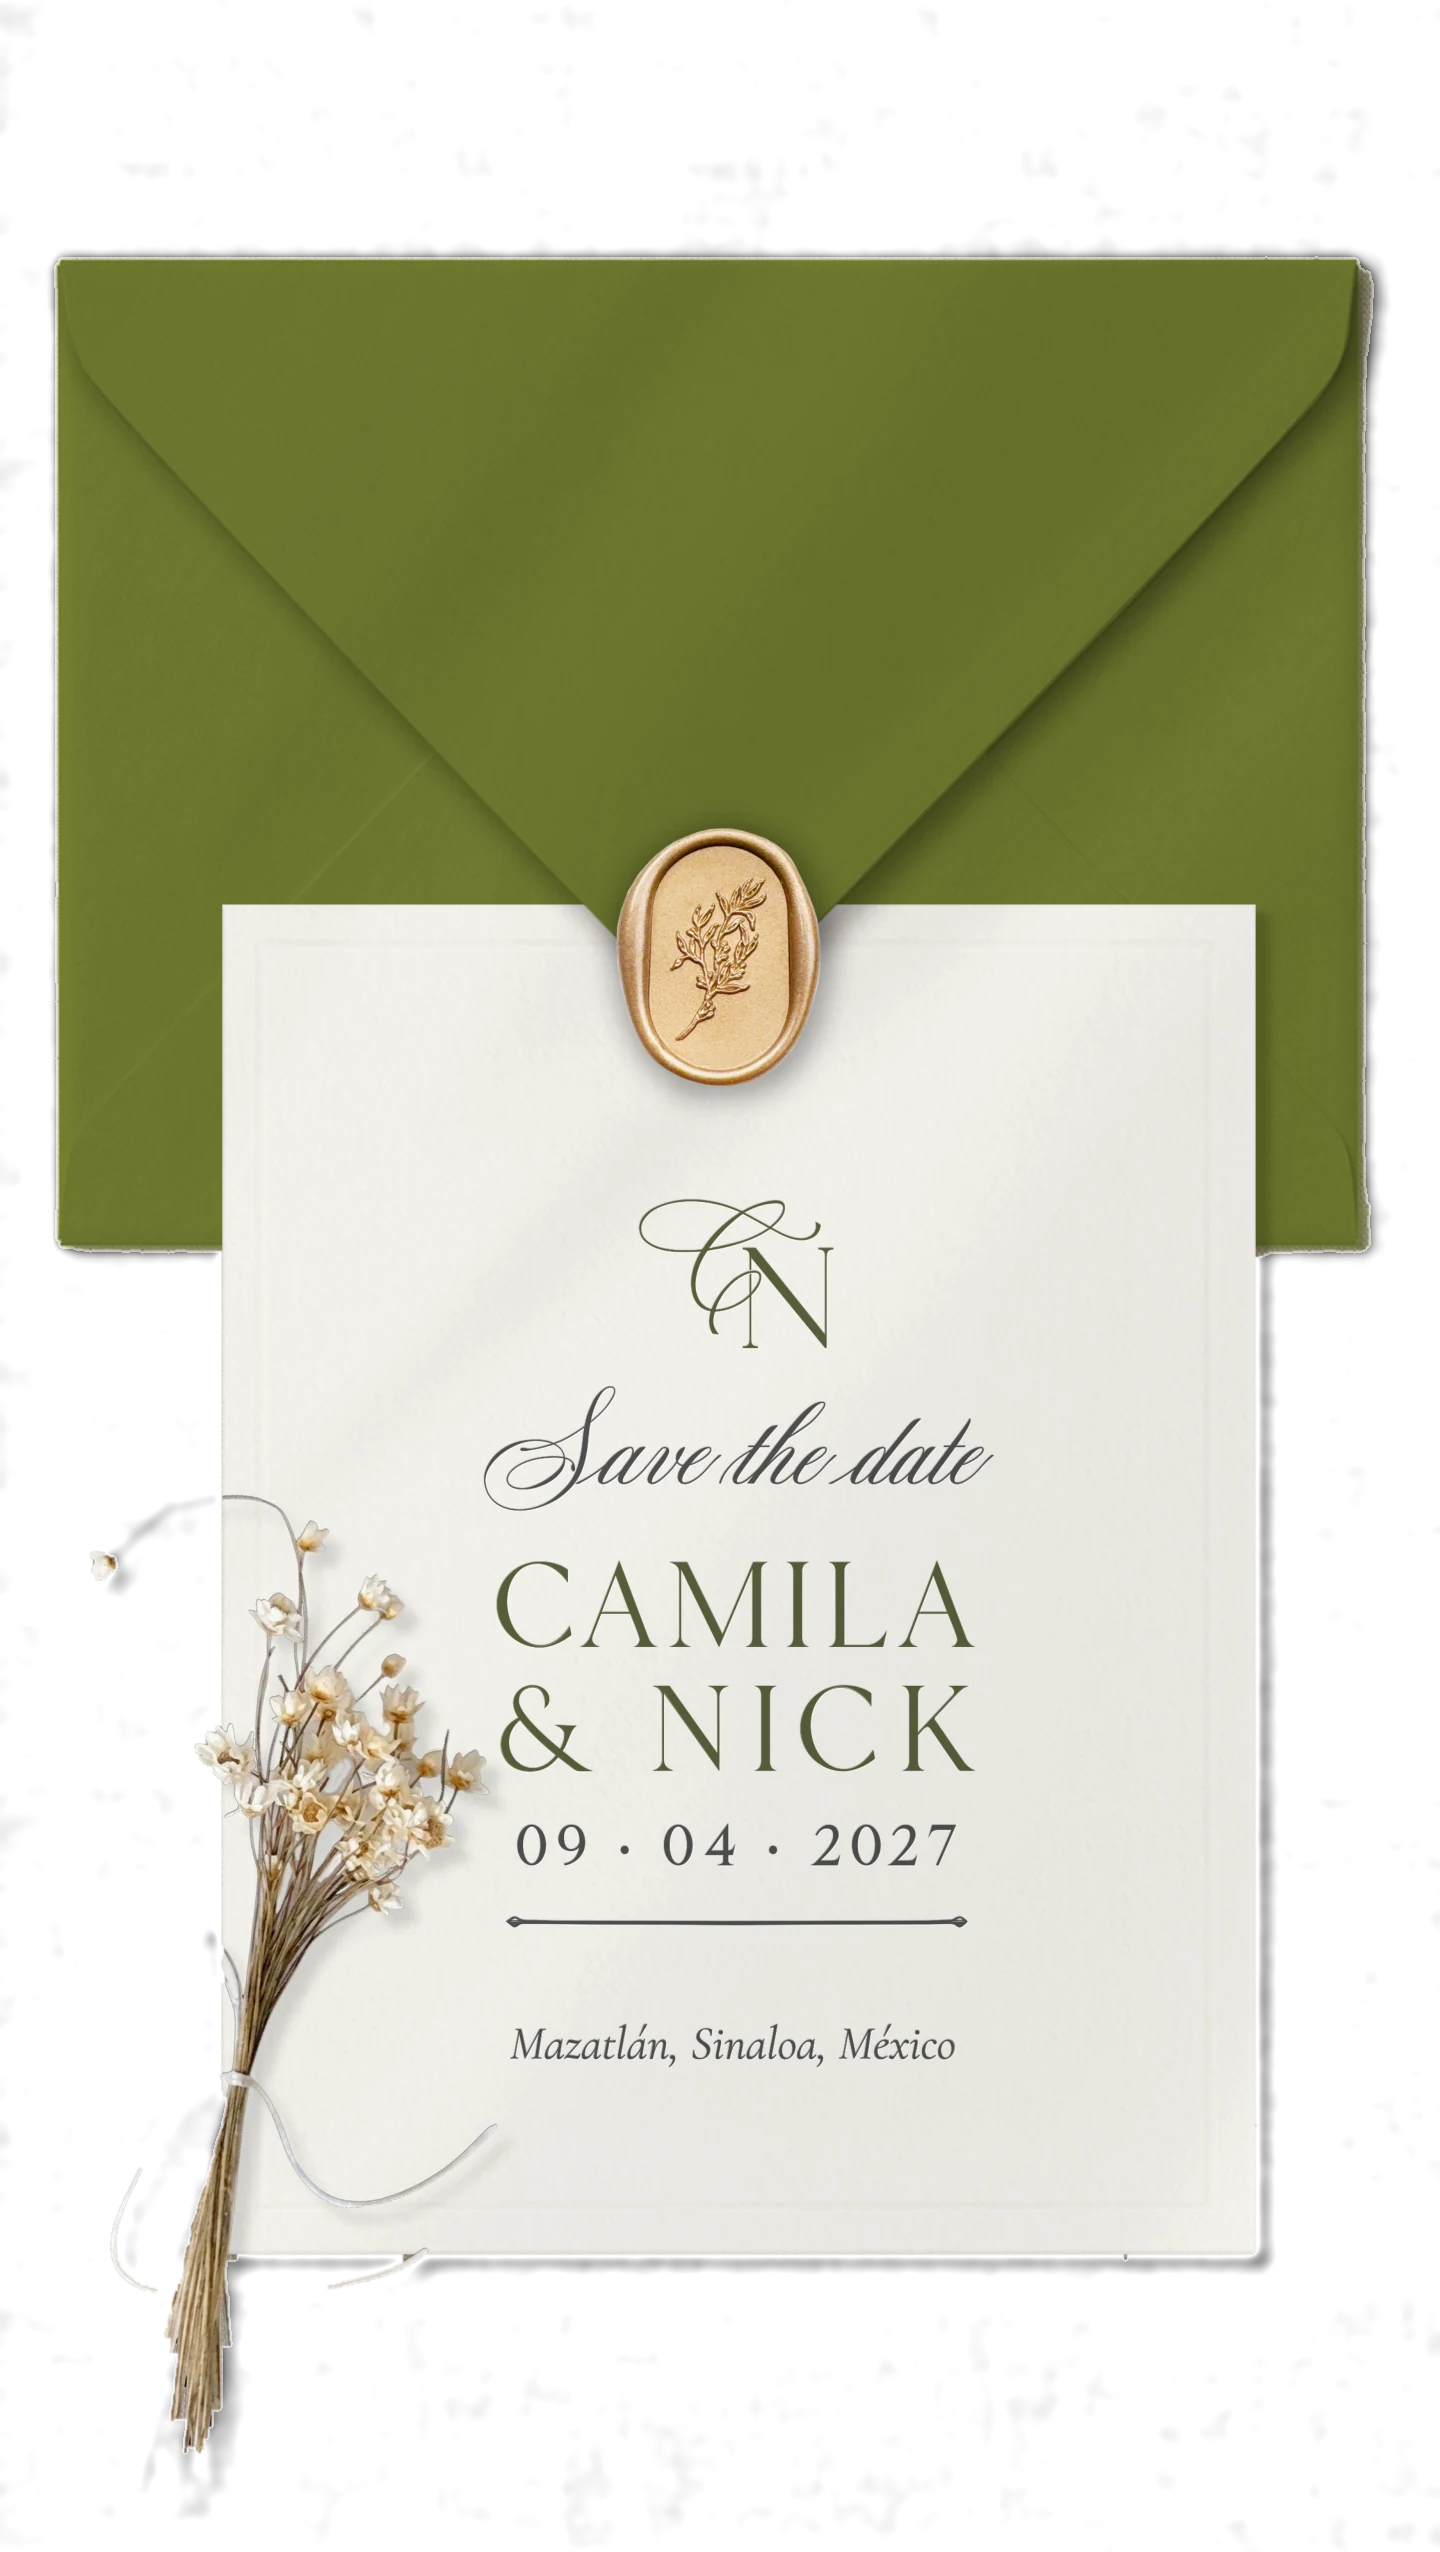 CN
Save the date
CAMILA
& NICK
09 · 04 · 2027
Mazatlán, Sinaloa, México